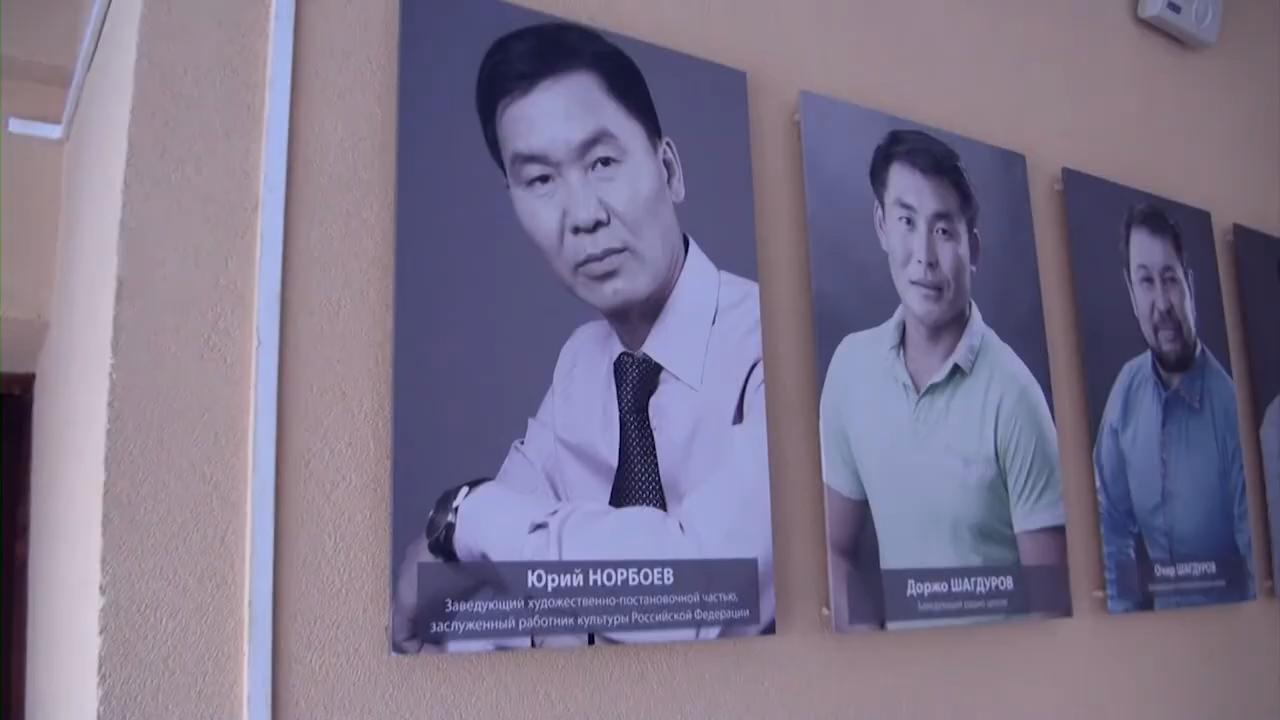 Юрий НОРБОЕВ
Заведующий художественно-постановочной частью,
заслуженный работник культуры Российской Федерации
Доржо ШАГДУРОВ
Очир ШАГДУРОВ